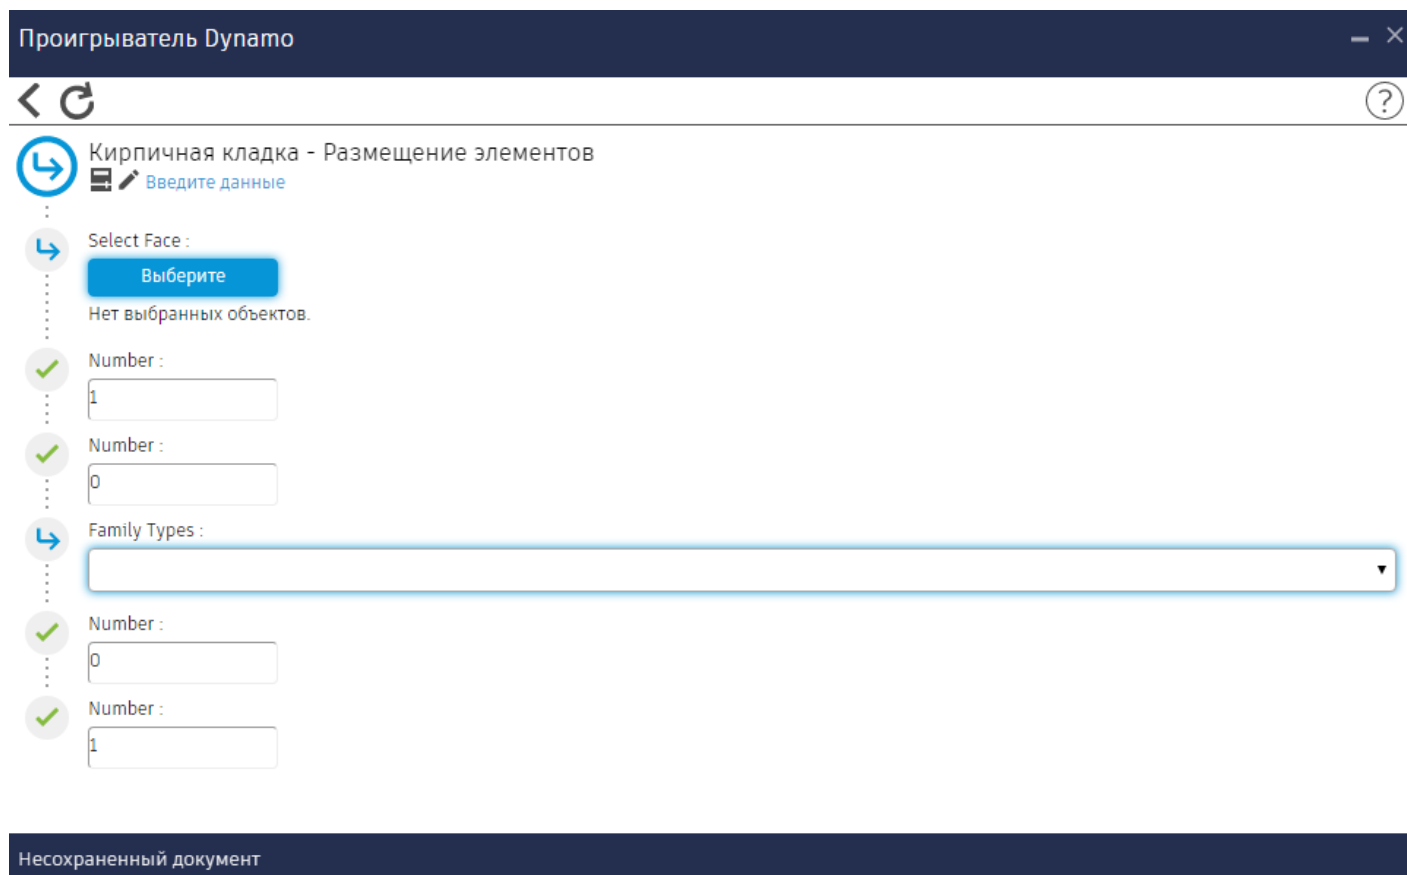 Проигрыватель Dynamo
?
Кирпичная кладка - Размещение элементов
Введите данные
Select Face :
Выберите
Нет выбранных объектов.
Number :
1
Number :
0
Family Types :
Number :
0
Number :
1
Несохраненный документ